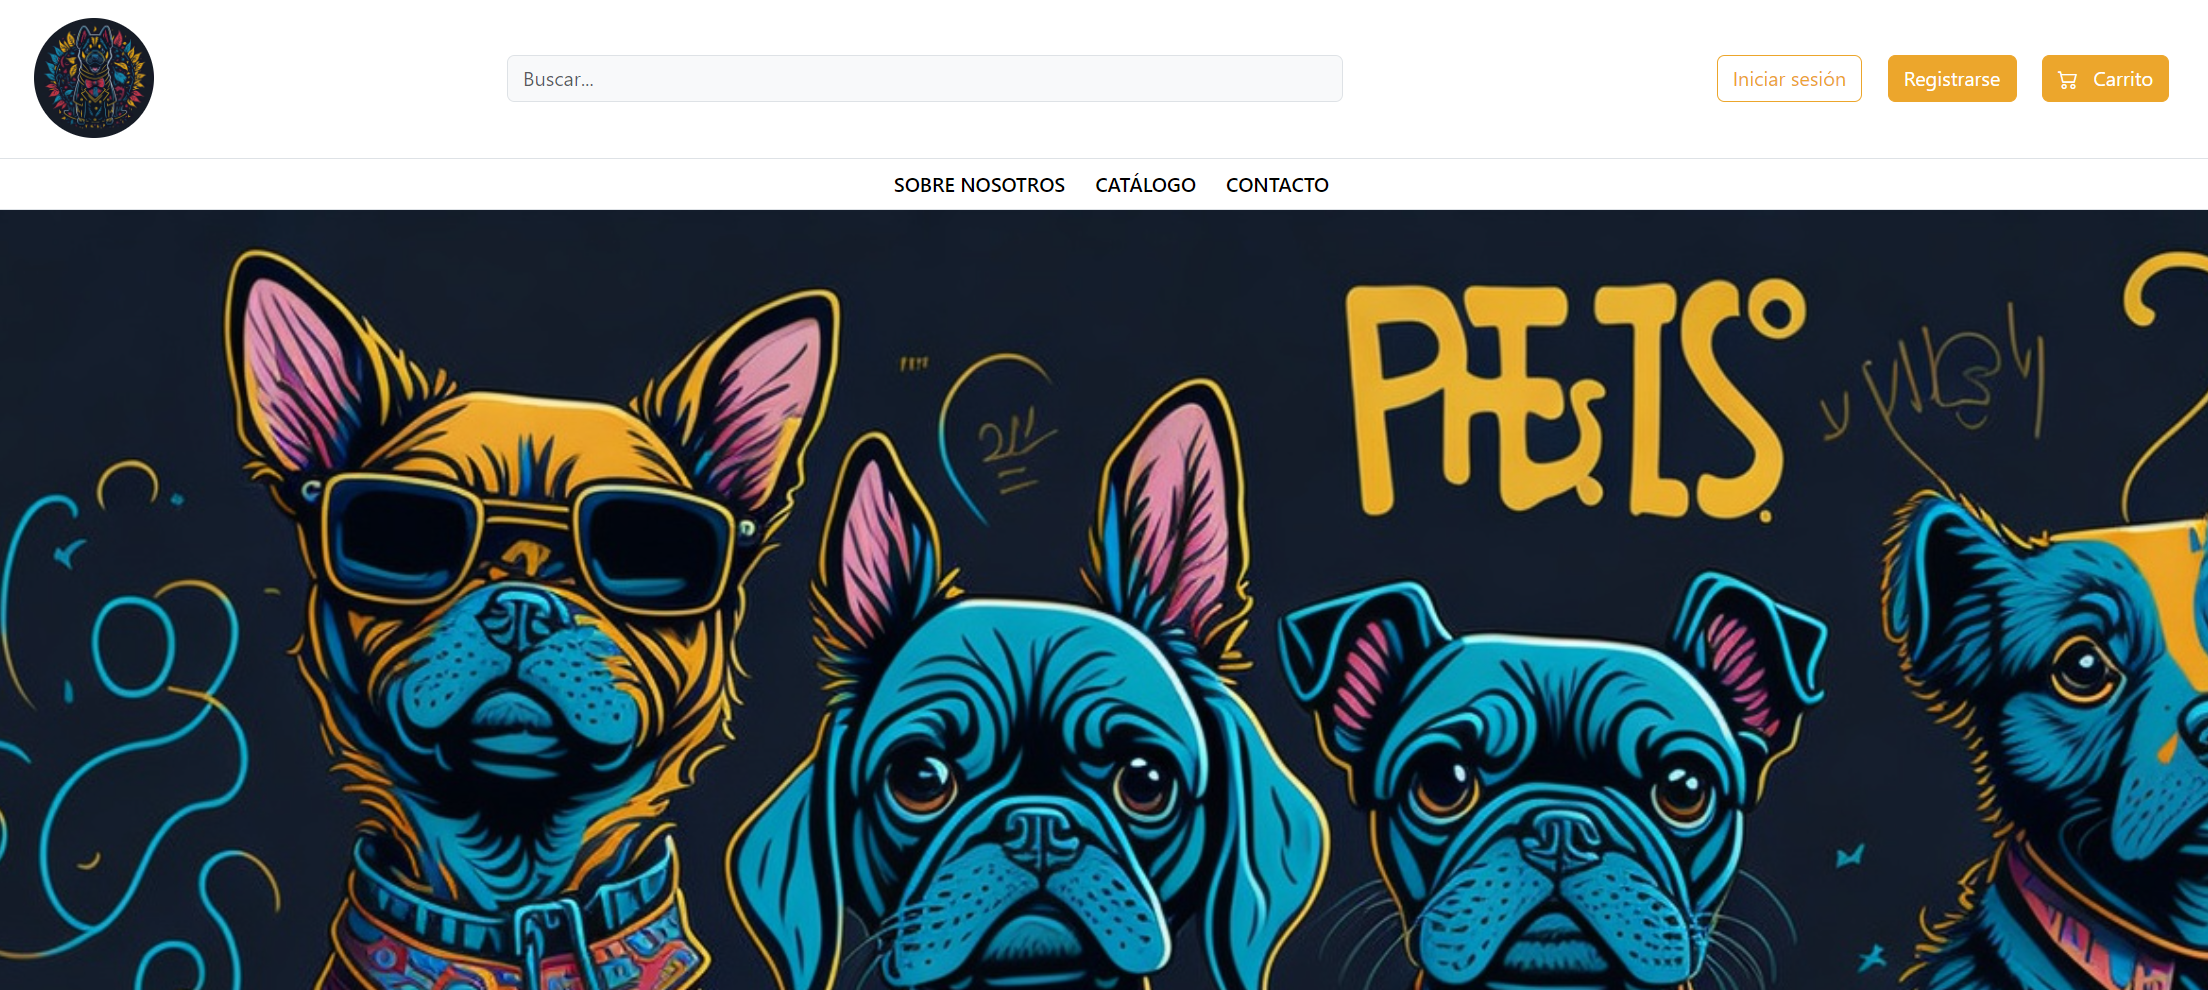 Buscar...
Iniciar sesión
Registrarse
Carrito
SOBRE NOSOTROS
CATÁLOGO
CONTACTO